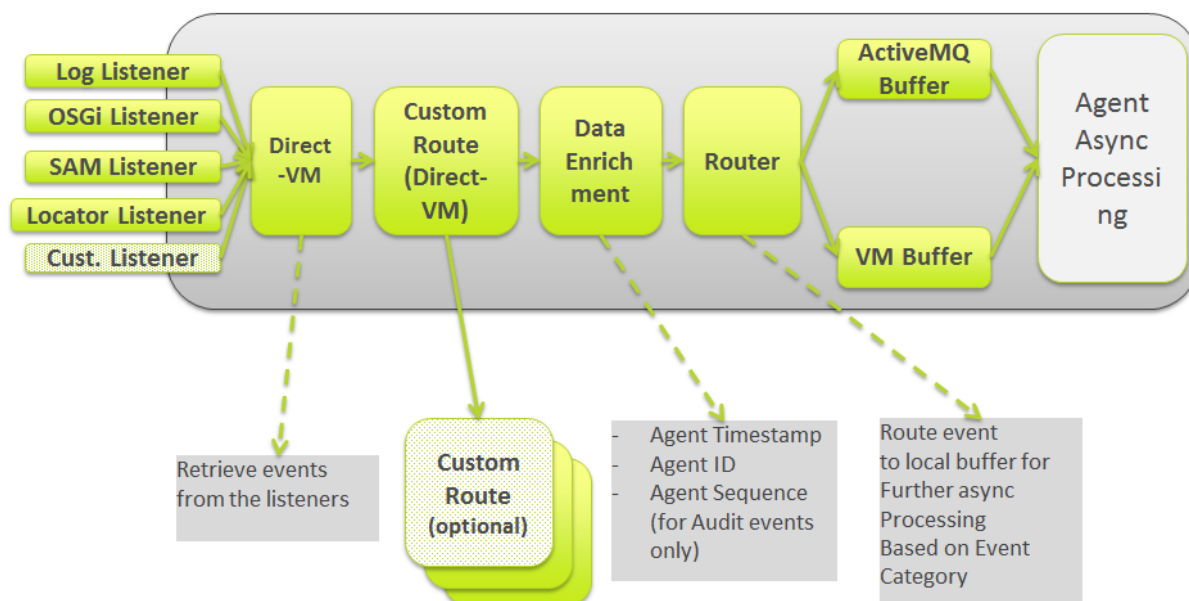 Log Listener
OSGi Listener
SAM Listener
Locator Listener
Cust. Listener
Direct
-VM
Custom
Route
(Direct-
VM)
Data
Enrich
ment
Router
ActiveMQ
Buffer
VM Buffer
Agent
Async
Processi
ng
Retrieve events
from the listeners
Custom
Route
(optional)
- Agent Timestamp
- Agent ID
- Agent Sequence
(for Audit events
only)
Route event
to local buffer for
Further async
Processing
Based on Event
Category